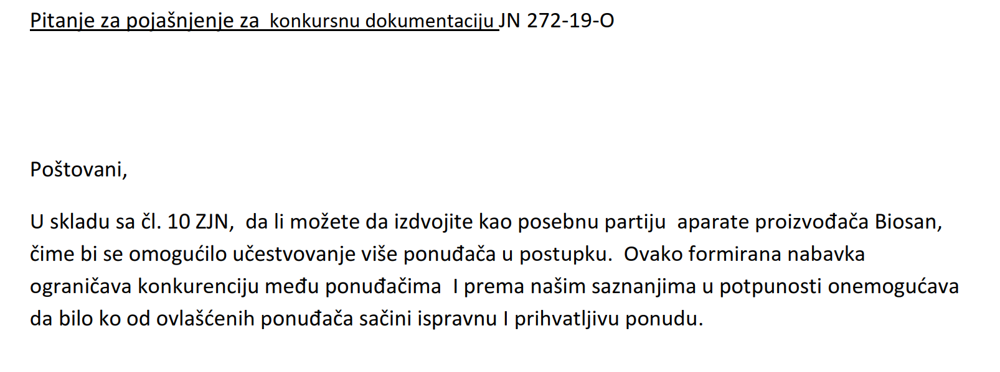 Pitanje za pojašnjenje za  konkursnu dokumentaciju JN 272-19-O
Poštovani,
U skladu sa čl. 10 ZJN,  da li možete da izdvojite kao posebnu partiju  aparate proizvođača Biosan,
čime bi se omogućilo učestvovanje više ponuđača u postupku.  Ovako formirana nabavka
ograničava konkurenciju među ponuđačima  I prema našim saznanjima u potpunosti onemogućava
da bilo ko od ovlašćenih ponuđača sačini ispravnu I prihvatljivu ponudu.